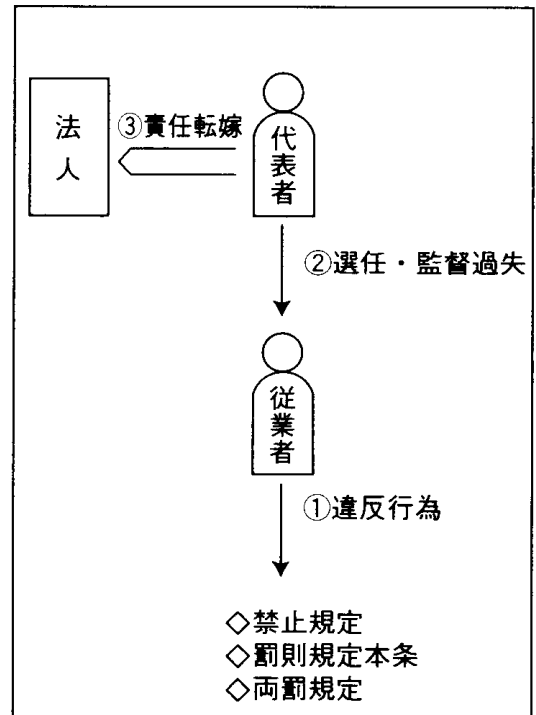 法人
③責任転嫁
代表者
②選任・監督過失
従業者
①違反行為
◇禁止規定
◇罰則規定本条
◇両罰規定